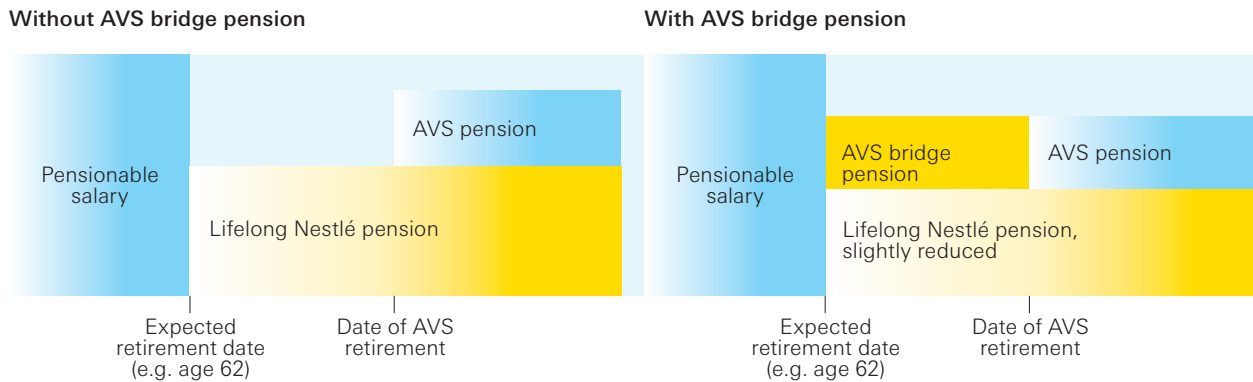 Without AVS bridge pension
Pensionable
salary
AVS pension
Lifelong Nestlé pension
Expected
retirement date
(e.g. age 62)
Date of AVS
retirement
With AVS bridge pension
Pensionable
salary
AVS bridge
pension
AVS pension
Lifelong Nestlé pension,
slightly reduced
Expected
retirement date
(e.g. age 62)
Date of AVS
retirement